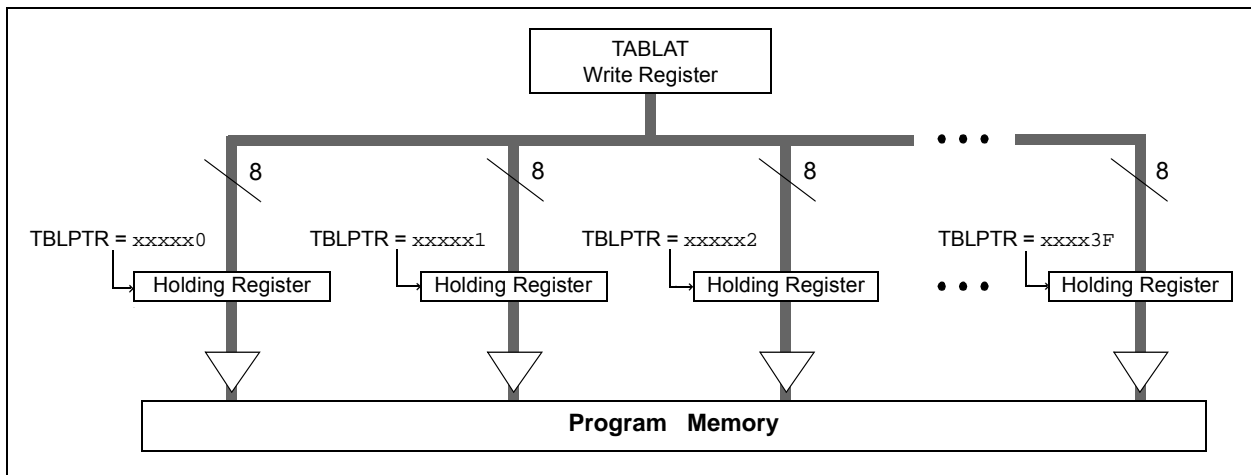 TABLAT
Write Register
• • •
8 8 8 8
TBLPTR = xxxxx0 TBLPTR = xxxxx1 TBLPTR = xxxxx2 TBLPTR = xxxx3F
Holding Register Holding Register Holding Register • • • Holding Register
Program Memory